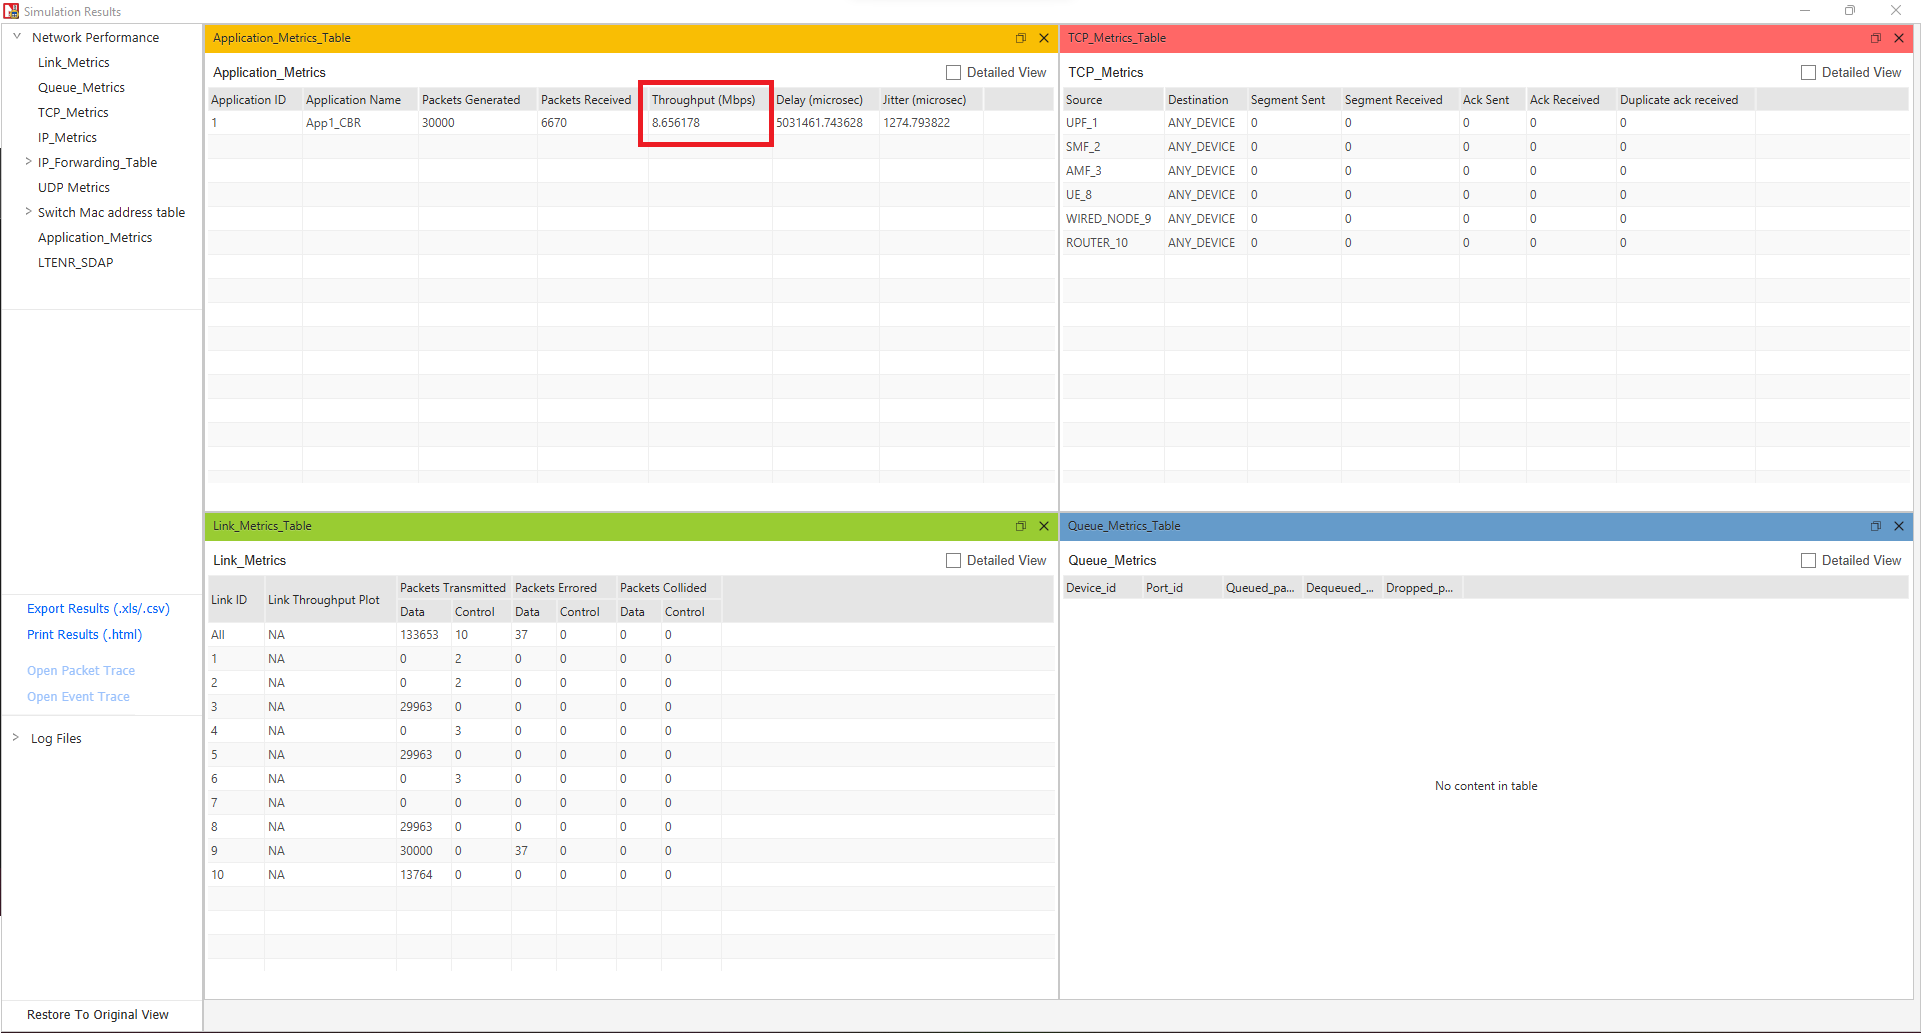 Simulation Results
Network Performance
Link_Metrics
Queue_Metrics
TCP_Metrics
IP_Metrics
IP_Forwarding_Table
UDP Metrics
Switch Mac address table
Application_Metrics
LTENR_SDAP
Export Results (.xls/.csv)
Print Results (.html)
Open Packet Trace
Open Event Trace
Log Files
Restore To Original View
Application_Metrics_Table
Application_Metrics Detailed View
Application ID Application Name Packets Generated Packets Received Throughput (Mbps) Delay (microsec) Jitter (microsec)
1 App1_CBR 30000 6670 8.656178 5031461.743628 1274.793822
TCP_Metrics_Table
TCP_Metrics Detailed View
Source Destination Segment Sent Segment Received Ack Sent Ack Received Duplicate ack received
UPF_1 ANY_DEVICE 0 0 0 0 0
SMF_2 ANY_DEVICE 0 0 0 0 0
AMF_3 ANY_DEVICE 0 0 0 0 0
UE_8 ANY_DEVICE 0 0 0 0 0
WIRED_NODE_9 ANY_DEVICE 0 0 0 0 0
ROUTER_10 ANY_DEVICE 0 0 0 0 0
Link_Metrics_Table
Link_Metrics Detailed View
Link ID Link Throughput Plot Packets Transmitted Packets Errored Packets Collided
Data Control Data Control Data Control
All NA 133653 10 37 0 0 0
1 NA 0 2 0 0 0 0
2 NA 0 2 0 0 0 0
3 NA 29963 0 0 0 0 0
4 NA 0 3 0 0 0 0
5 NA 29963 0 0 0 0 0
6 NA 0 3 0 0 0 0
7 NA 0 0 0 0 0 0
8 NA 29963 0 0 0 0 0
9 NA 30000 0 37 0 0 0
10 NA 13764 0 0 0 0 0
Queue_Metrics_Table
Queue_Metrics Detailed View
Device_id Port_id Queued_pa... Dequeued_... Dropped_p...
No content in table